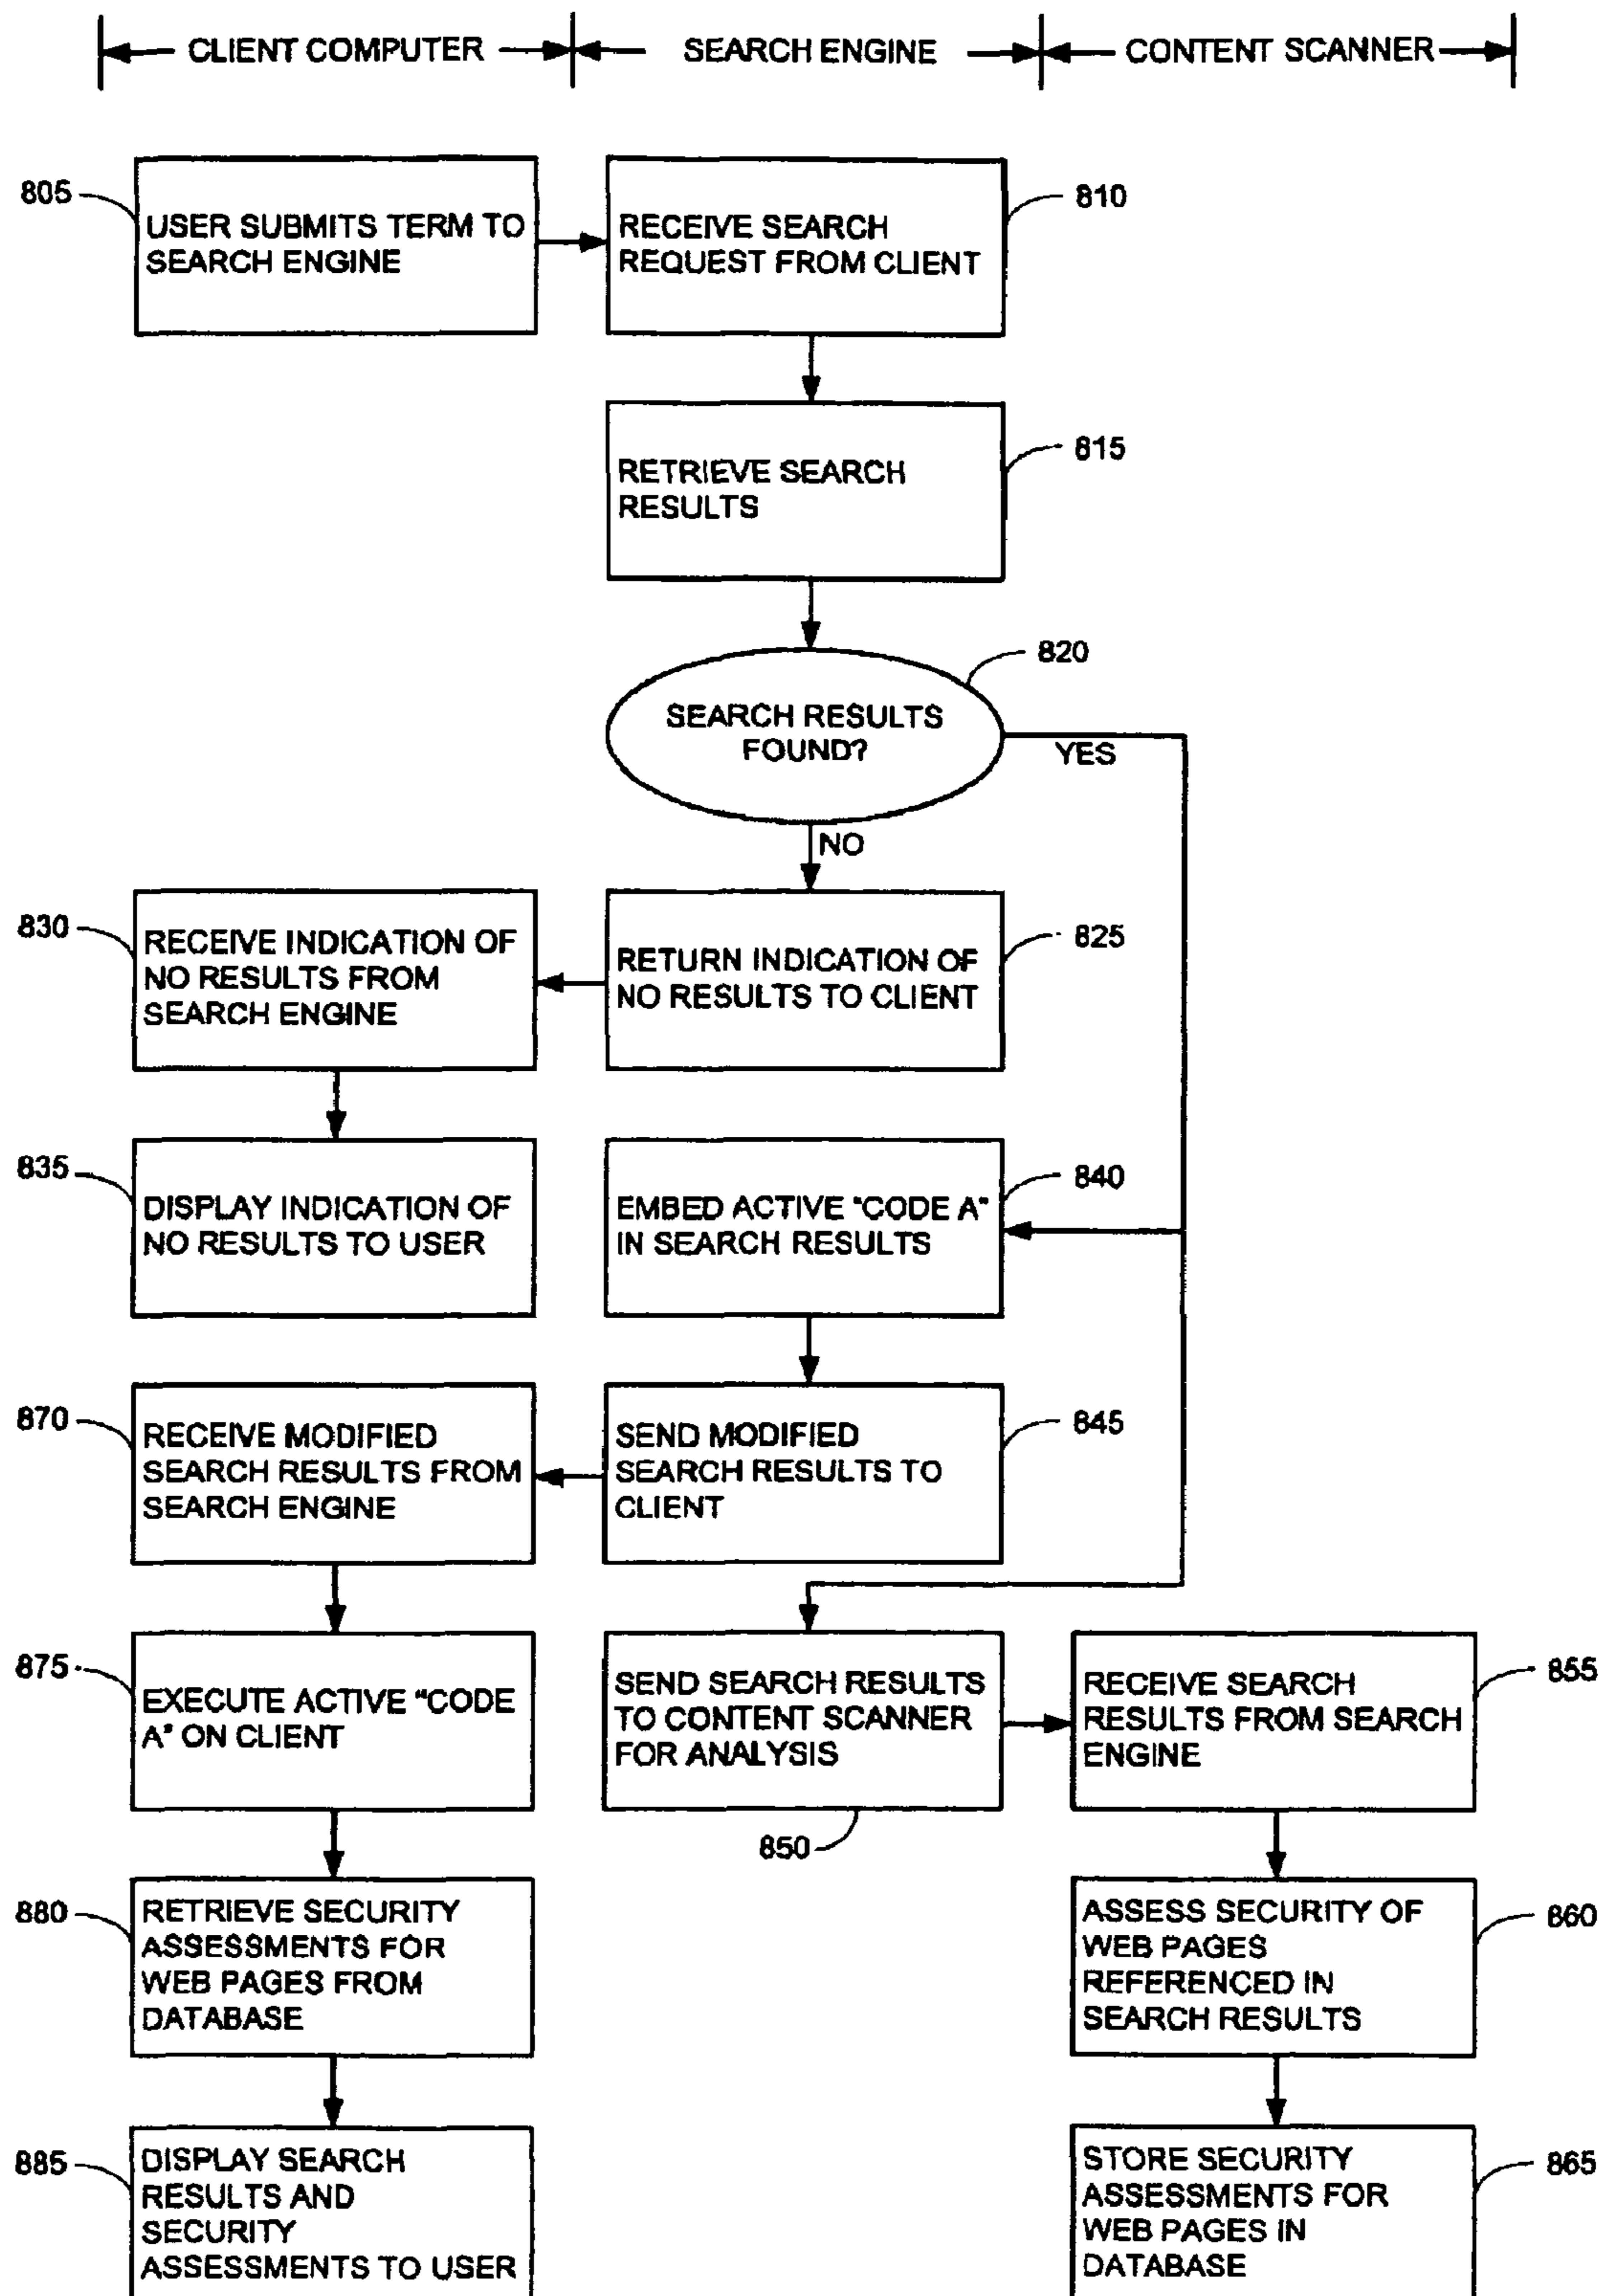 CLIENT COMPUTER
SEARCH ENGINE
CONTENT SCANNER
805
USER SUBMITS TERM TO
SEARCH ENGINE
810
RECEIVE SEARCH
REQUEST FROM CLIENT
815
RETRIEVE SEARCH
RESULTS
820
SEARCH RESULTS
FOUND?
YES
NO
830
RECEIVE INDICATION OF
NO RESULTS FROM
SEARCH ENGINE
825
RETURN INDICATION OF
NO RESULTS TO CLIENT
835
DISPLAY INDICATION OF
NO RESULTS TO USER
840
EMBED ACTIVE "CODE A"
IN SEARCH RESULTS
870
RECEIVE MODIFIED
SEARCH RESULTS FROM
SEARCH ENGINE
845
SEND MODIFIED
SEARCH RESULTS TO
CLIENT
875
EXECUTE ACTIVE "CODE
A" ON CLIENT
SEND SEARCH RESULTS
TO CONTENT SCANNER
FOR ANALYSIS
850
855
RECEIVE SEARCH
RESULTS FROM SEARCH
ENGINE
880
RETRIEVE SECURITY
ASSESSMENTS FOR
WEB PAGES FROM
DATABASE
860
ASSESS SECURITY OF
WEB PAGES
REFERENCED IN
SEARCH RESULTS
885
DISPLAY SEARCH
RESULTS AND
SECURITY
ASSESSMENTS TO USER
865
STORE SECURITY
ASSESSMENTS FOR
WEB PAGES IN
DATABASE